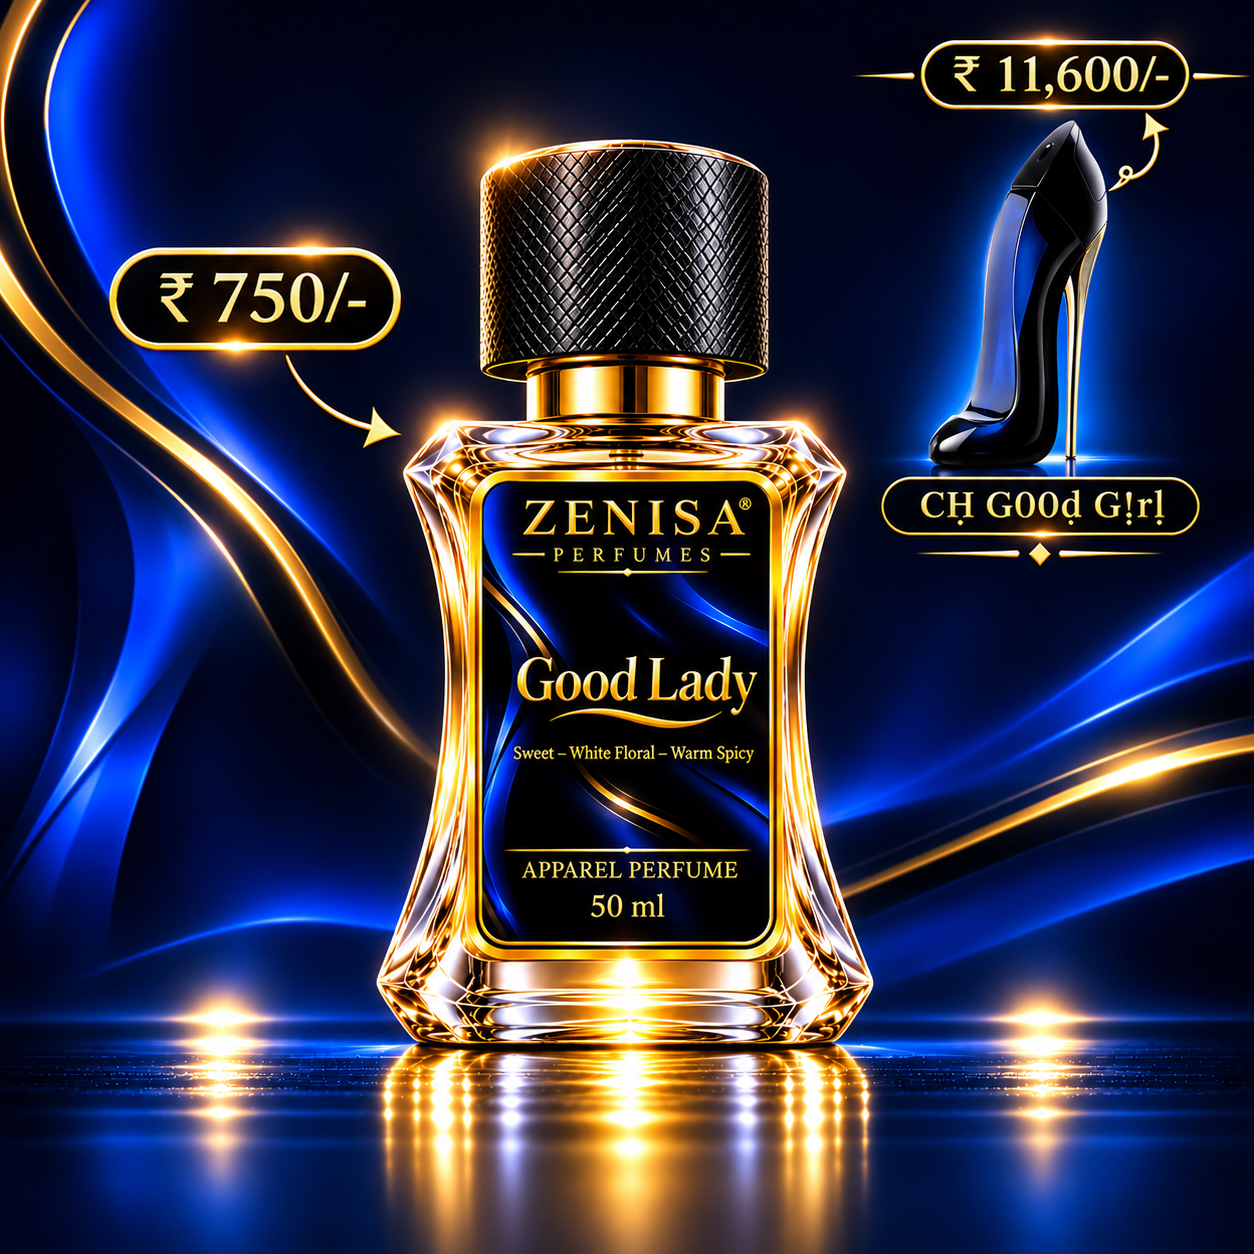 ₹ 11,600/-
₹ 750/-
CḤ G00ḍ G!rḷ
ZENISA®
PERFUMES
Good Lady
Sweet – White Floral – Warm Spicy
APPAREL PERFUME
50 ml